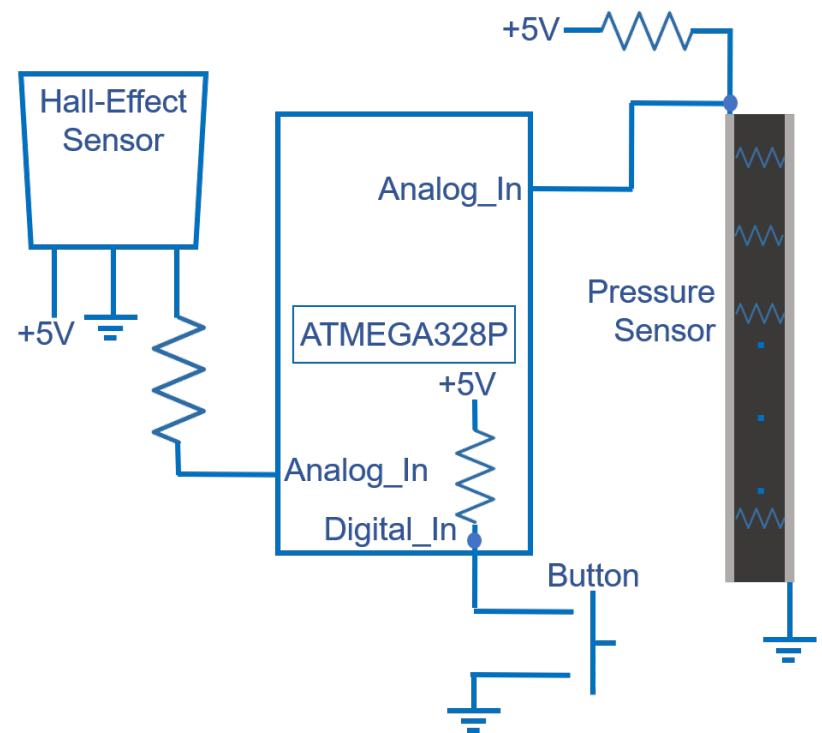 +5V
Hall-Effect
Sensor
Analog_In
Pressure
Sensor
+5V
ATMEGA328P
+5V
Analog_In
Digital_In
Button